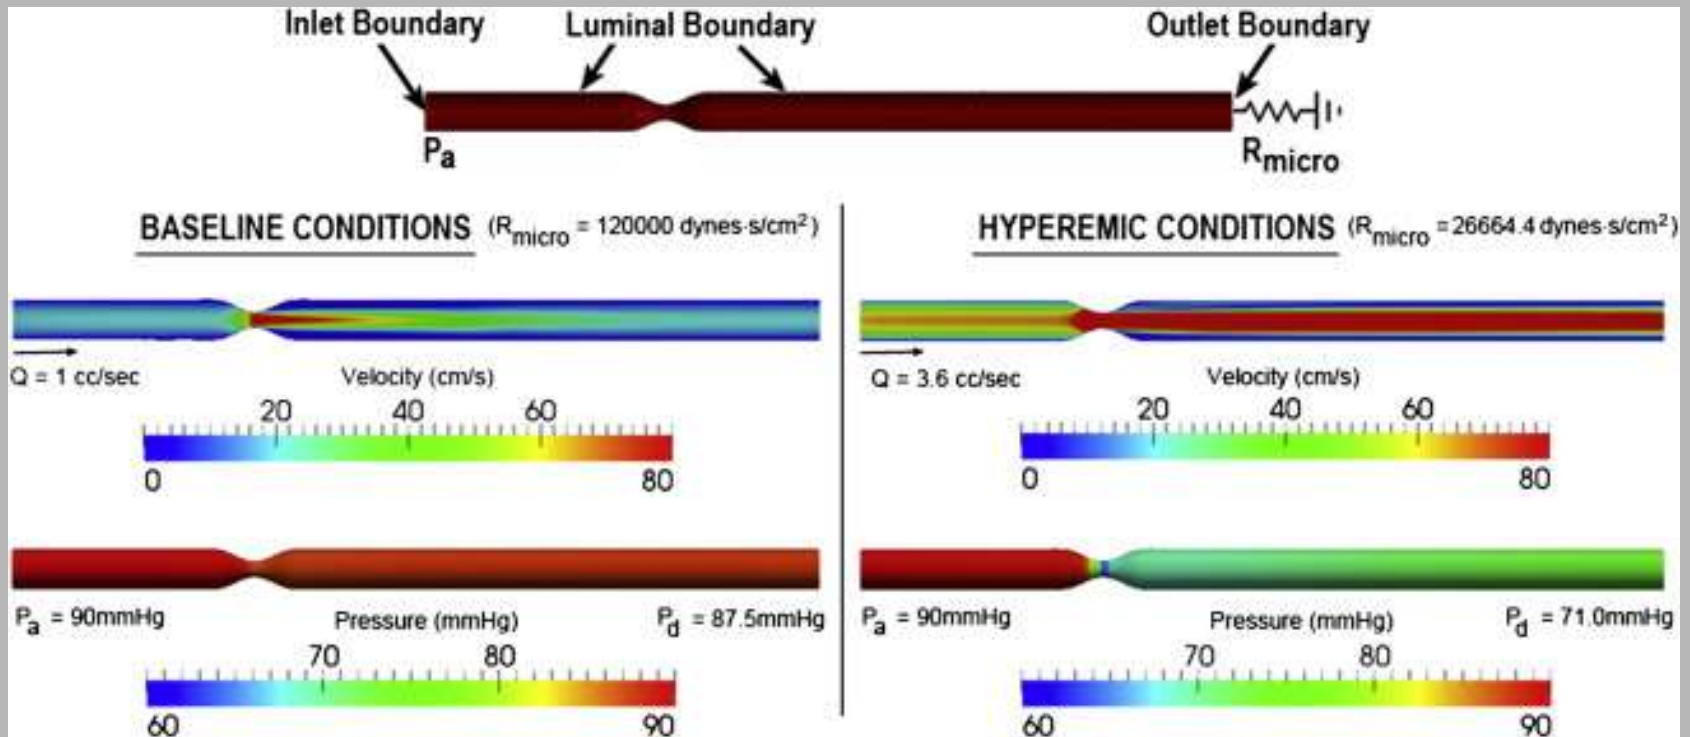 Inlet Boundary Luminal Boundary Outlet Boundary
Pa Rmicro
BASELINE CONDITIONS (Rmicro = 120000 dynes·s/cm²)
Q = 1 cc/sec Velocity (cm/s)
20 40 60
0 80
Pa = 90mmHg Pressure (mmHg) Pd = 87.5mmHg
70 80
60 90
HYPEREMIC CONDITIONS (Rmicro = 26664.4 dynes·s/cm²)
Q = 3.6 cc/sec Velocity (cm/s)
20 40 60
0 80
Pa = 90mmHg Pressure (mmHg) Pd = 71.0mmHg
70 80
60 90